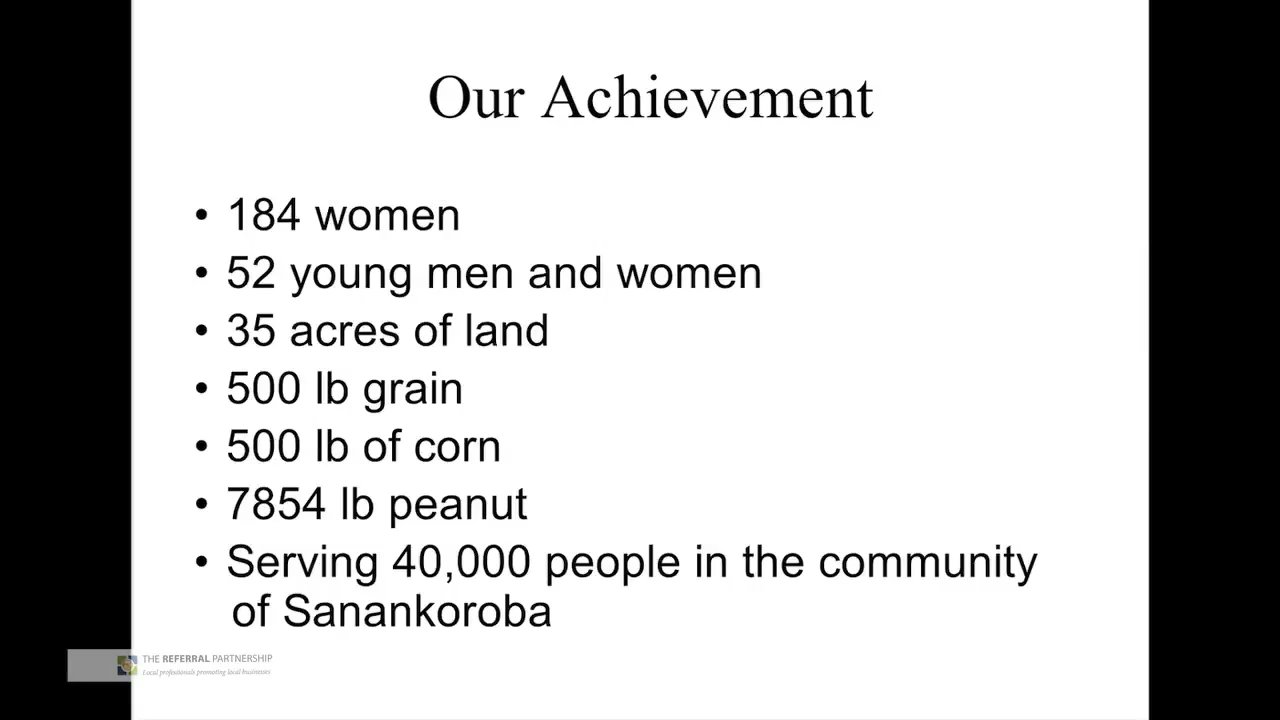 Our Achievement
• 184 women
• 52 young men and women
• 35 acres of land
• 500 lb grain
• 500 lb of corn
• 7854 lb peanut
• Serving 40,000 people in the community
of Sanankoroba
THE REFERRAL PARTNERSHIP
Local professionals promoting local businesses